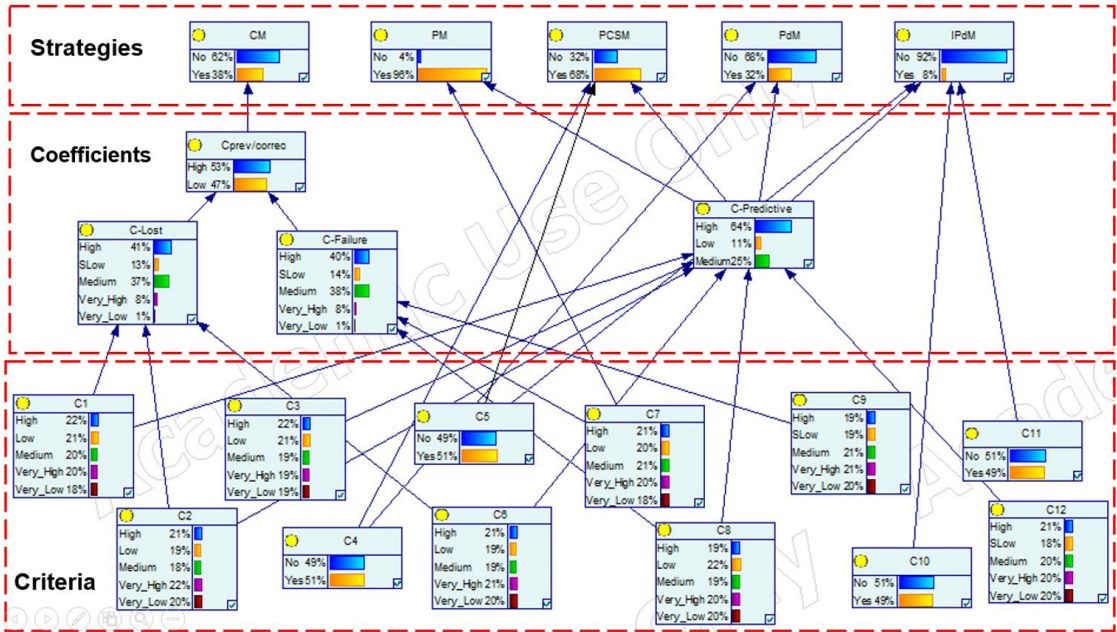 Strategies
CM
No 62%
Yes 38%
PM
No 4%
Yes 96%
PCSM
No 32%
Yes 68%
PdM
No 68%
Yes 32%
IPdM
No 92%
Yes 8%
Coefficients
Cprev/correc
High 53%
Low 47%
C-Lost
High 41%
SLow 13%
Medium 37%
Very_High 8%
Very_Low 1%
C-Failure
High 40%
SLow 14%
Medium 38%
Very_High 8%
Very_Low 1%
C-Predictive
High 64%
Low 11%
Medium 25%
Criteria
C1
High 22%
Low 21%
Medium 20%
Very_High 20%
Very_Low 18%
C3
High 22%
Low 21%
Medium 19%
Very_High 19%
Very_Low 19%
C5
No 49%
Yes 51%
C7
High 21%
Low 20%
Medium 21%
Very_High 20%
Very_Low 18%
C9
High 19%
SLow 19%
Medium 21%
Very_High 21%
Very_Low 20%
C11
No 51%
Yes 49%
C2
High 21%
Low 19%
Medium 18%
Very_High 22%
Very_Low 20%
C4
No 49%
Yes 51%
C6
High 21%
Low 19%
Medium 19%
Very_High 21%
Very_Low 20%
C8
High 19%
Low 22%
Medium 19%
Very_High 20%
Very_Low 20%
C10
No 51%
Yes 49%
C12
High 21%
SLow 18%
Medium 20%
Very_High 20%
Very_Low 20%
Academic Use Only